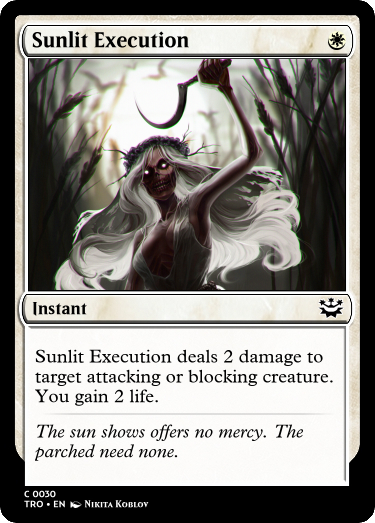 Sunlit Execution
Instant
Sunlit Execution deals 2 damage to
target attacking or blocking creature.
You gain 2 life.
The sun shows offers no mercy. The
parched need none.
C 0030
TRO • EN Nikita Koblov